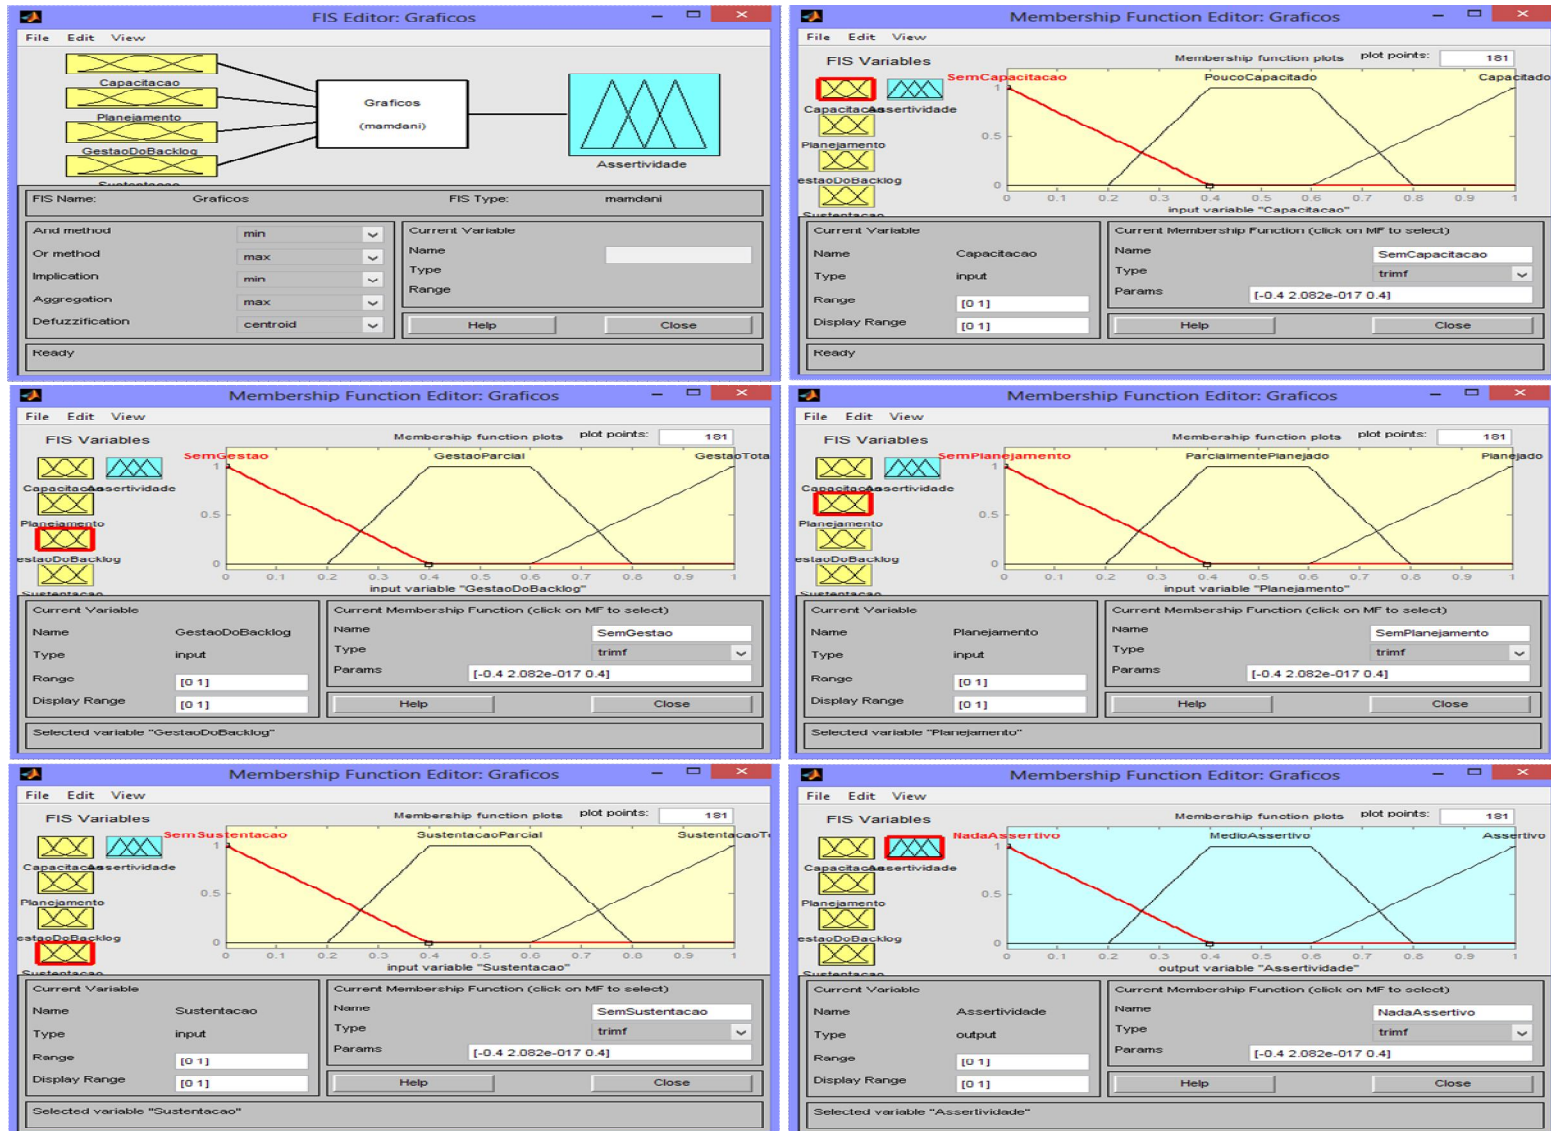 FIS Editor: Graficos
File Edit View
Capacitacao
Planejamento
GestaoDoBacklog
Sustentacao
Graficos
(mamdani)
Assertividade
FIS Name: Graficos FIS Type: mamdani
And method min
Or method max
Implication min
Aggregation max
Defuzzification centroid
Current Variable
Name
Type
Range
Help Close
Ready
Membership Function Editor: Graficos
File Edit View
FIS Variables
Membership function plots plot points: 181
Capacitacao Assertividade
Planejamento
estaoDoBacklog
Sustentacao
SemCapacitacao PoucoCapacitado Capacitado
1
0.5
0
0 0.1 0.2 0.3 0.4 0.5 0.6 0.7 0.8 0.9 1
input variable "Capacitacao"
Current Variable
Name Capacitacao
Type input
Range [0 1]
Display Range [0 1]
Current Membership Function (click on MF to select)
Name SemCapacitacao
Type trimf
Params [-0.4 2.082e-017 0.4]
Help Close
Ready
Membership Function Editor: Graficos
File Edit View
FIS Variables
Membership function plots plot points: 181
Capacitacao Assertividade
Planejamento
estaoDoBacklog
Sustentacao
SemGestao GestaoParcial GestaoTota
1
0.5
0
0 0.1 0.2 0.3 0.4 0.5 0.6 0.7 0.8 0.9 1
input variable "GestaoDoBacklog"
Current Variable
Name GestaoDoBacklog
Type input
Range [0 1]
Display Range [0 1]
Current Membership Function (click on MF to select)
Name SemGestao
Type trimf
Params [-0.4 2.082e-017 0.4]
Help Close
Selected variable "GestaoDoBacklog"
Membership Function Editor: Graficos
File Edit View
FIS Variables
Membership function plots plot points: 181
Capacitacao Assertividade
Planejamento
estaoDoBacklog
Sustentacao
SemPlanejamento ParcialmentePlanejado Planejado
1
0.5
0
0 0.1 0.2 0.3 0.4 0.5 0.6 0.7 0.8 0.9 1
input variable "Planejamento"
Current Variable
Name Planejamento
Type input
Range [0 1]
Display Range [0 1]
Current Membership Function (click on MF to select)
Name SemPlanejamento
Type trimf
Params [-0.4 2.082e-017 0.4]
Help Close
Selected variable "Planejamento"
Membership Function Editor: Graficos
File Edit View
FIS Variables
Membership function plots plot points: 181
Capacitacao Assertividade
Planejamento
estaoDoBacklog
Sustentacao
SemSustentacao SustentacaoParcial SustentacaoTo
1
0.5
0
0 0.1 0.2 0.3 0.4 0.5 0.6 0.7 0.8 0.9 1
input variable "Sustentacao"
Current Variable
Name Sustentacao
Type input
Range [0 1]
Display Range [0 1]
Current Membership Function (click on MF to select)
Name SemSustentacao
Type trimf
Params [-0.4 2.082e-017 0.4]
Help Close
Selected variable "Sustentacao"
Membership Function Editor: Graficos
File Edit View
FIS Variables
Membership function plots plot points: 181
Capacitacao Assertividade
Planejamento
estaoDoBacklog
Sustentacao
NadaAssertivo MedioAssertivo Assertivo
1
0.5
0
0 0.1 0.2 0.3 0.4 0.5 0.6 0.7 0.8 0.9 1
output variable "Assertividade"
Current Variable
Name Assertividade
Type output
Range [0 1]
Display Range [0 1]
Current Membership Function (click on MF to select)
Name NadaAssertivo
Type trimf
Params [-0.4 2.082e-017 0.4]
Help Close
Selected variable "Assertividade"